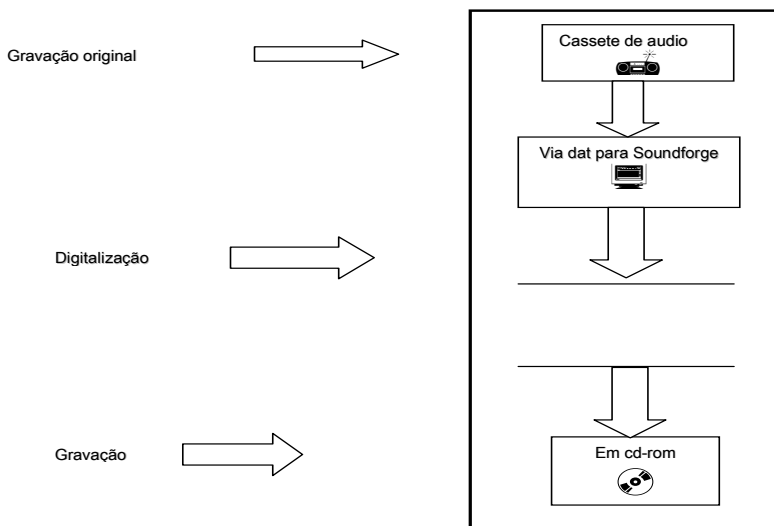 Gravação original
Cassete de audio
Via dat para Soundforge
Digitalização
Gravação
Em cd-rom